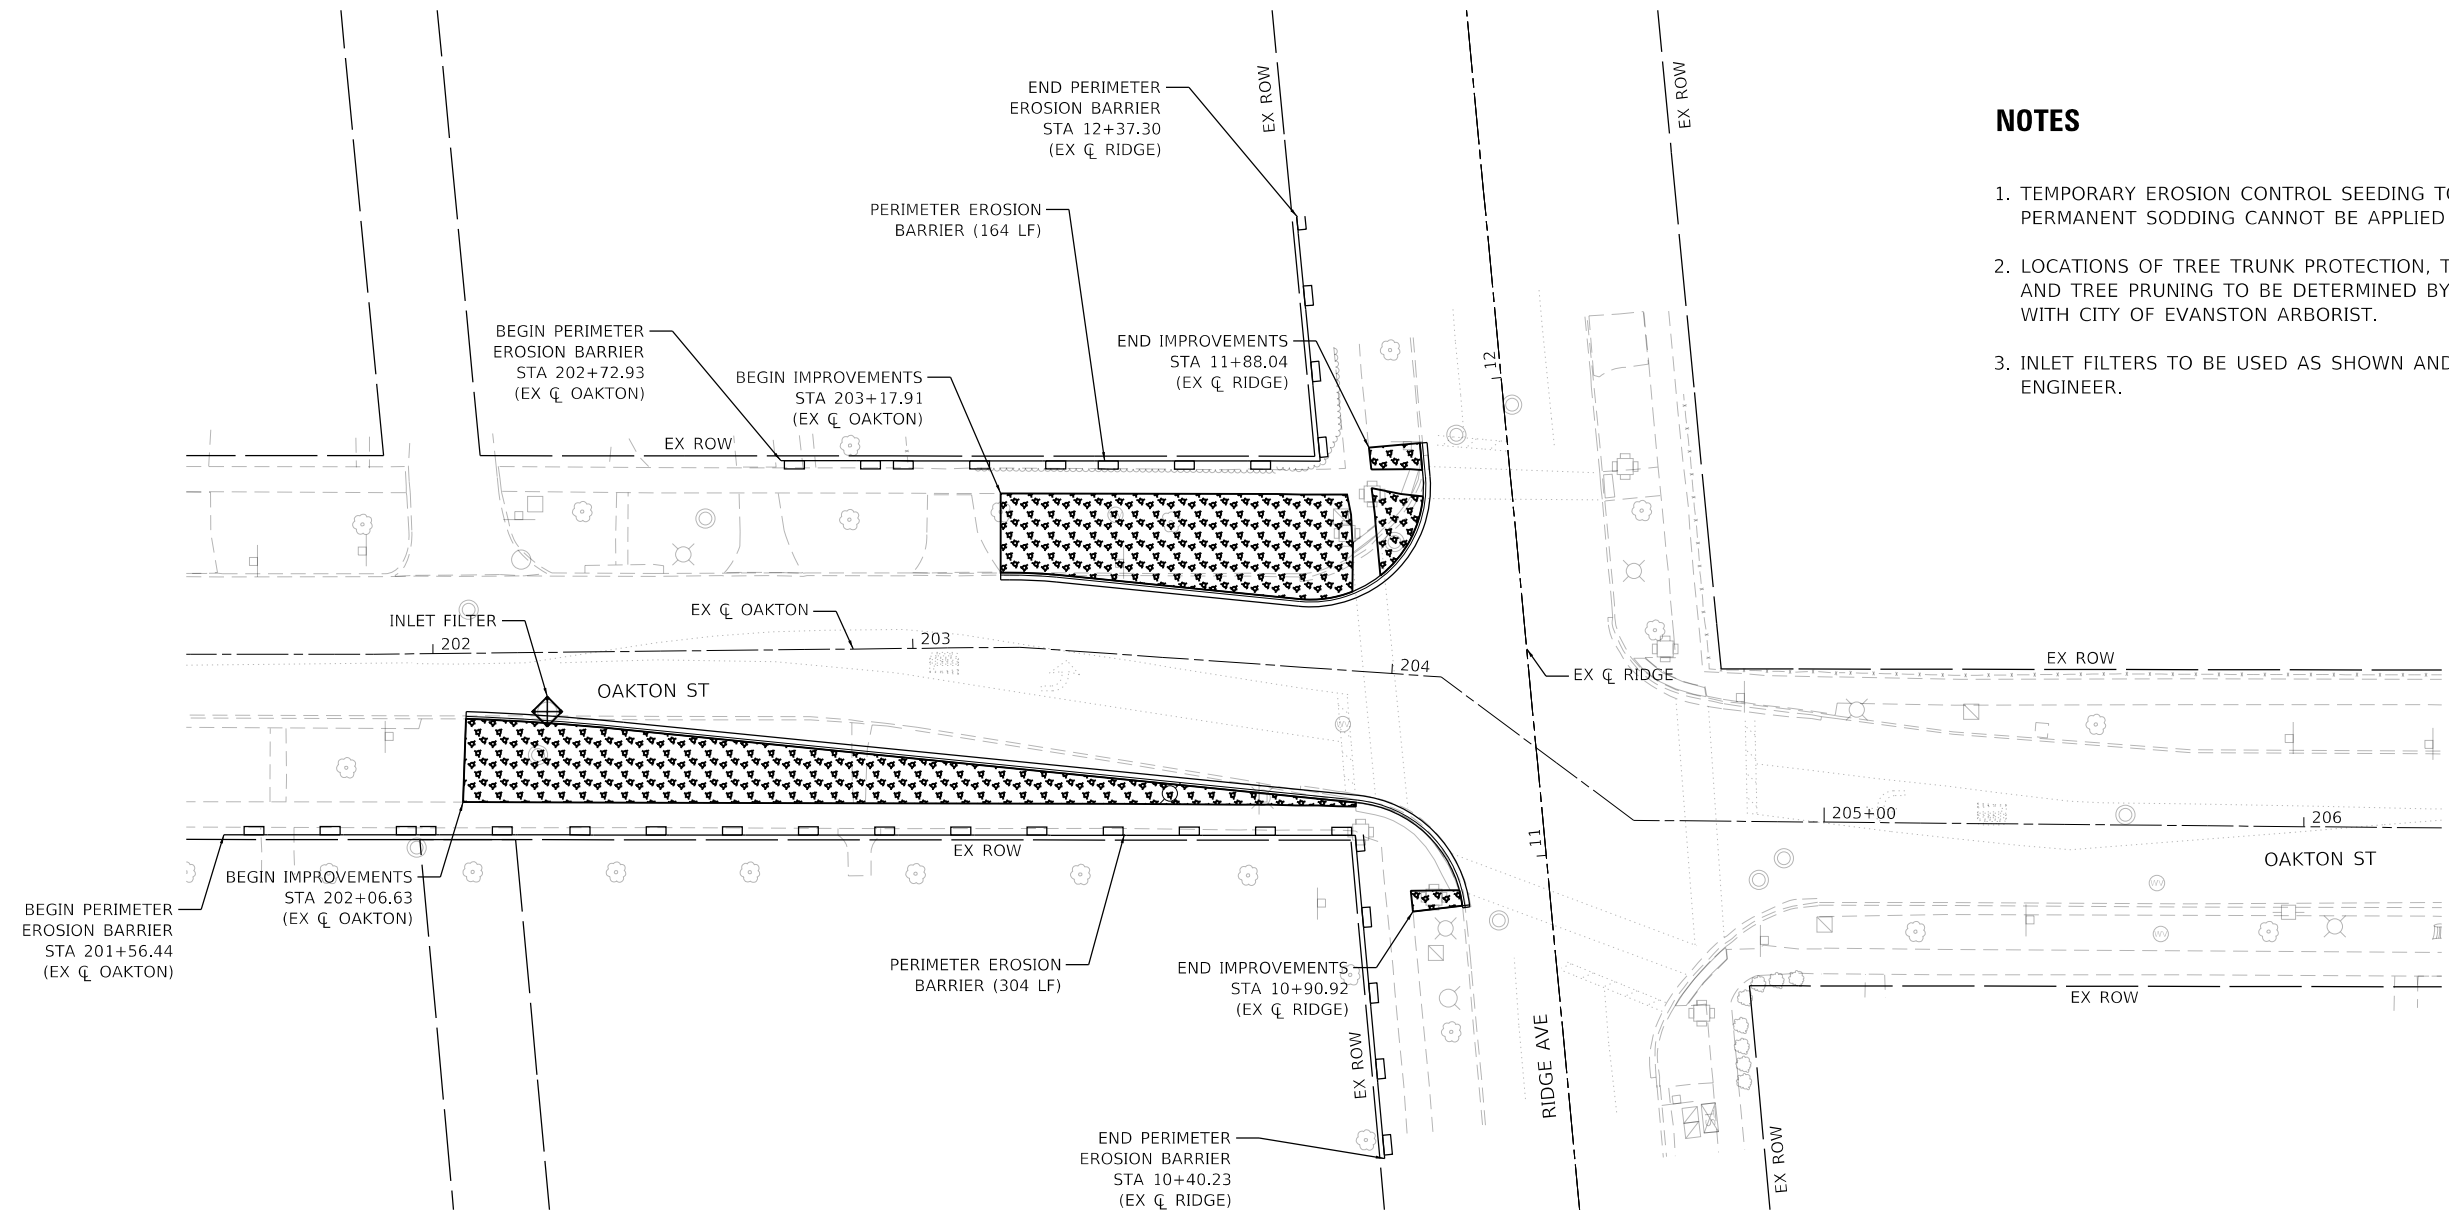 END PERIMETER
EROSION BARRIER
STA 12+37.30
(EX ℄ RIDGE)
EX ROW
EX ROW
NOTES
1. TEMPORARY EROSION CONTROL SEEDING
PERMANENT SODDING CANNOT BE APPLIED
2. LOCATIONS OF TREE TRUNK PROTECTION,
AND TREE PRUNING TO BE DETERMINED BY
WITH CITY OF EVANSTON ARBORIST.
3. INLET FILTERS TO BE USED AS SHOWN AND
ENGINEER.
PERIMETER EROSION
BARRIER (164 LF)
BEGIN PERIMETER
EROSION BARRIER
STA 202+72.93
(EX ℄ OAKTON)
BEGIN IMPROVEMENTS
STA 203+17.91
(EX ℄ OAKTON)
END IMPROVEMENTS
STA 11+88.04
(EX ℄ RIDGE)
12
EX ROW
INLET FILTER
EX ℄ OAKTON
202
203
204
OAKTON ST
EX ℄ RIDGE
EX ROW
205+00
206
11
OAKTON ST
EX ROW
WV
WV
WV
BEGIN IMPROVEMENTS
STA 202+06.63
(EX ℄ OAKTON)
BEGIN PERIMETER
EROSION BARRIER
STA 201+56.44
(EX ℄ OAKTON)
PERIMETER EROSION
BARRIER (304 LF)
END IMPROVEMENTS
STA 10+90.92
(EX ℄ RIDGE)
EX ROW
EX ROW
RIDGE AVE
END PERIMETER
EROSION BARRIER
STA 10+40.23
(EX ℄ RIDGE)
EX ROW